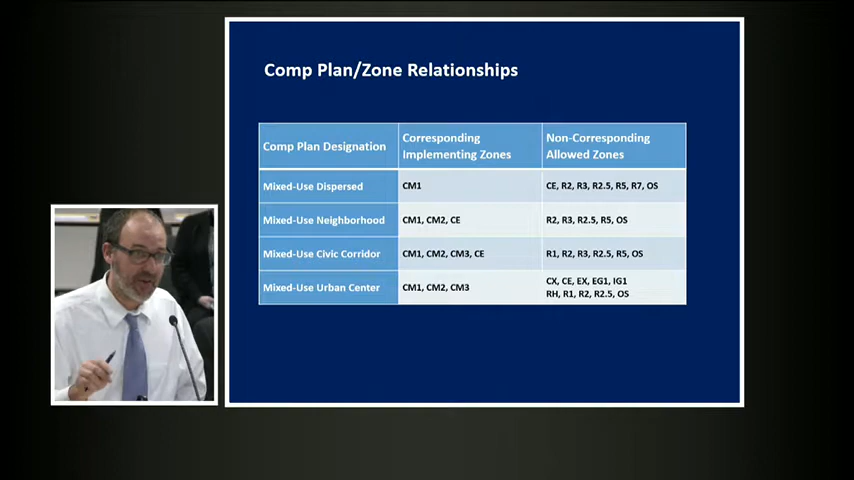 Comp Plan/Zone Relationships
Comp Plan Designation
Corresponding
Implementing Zones
Non-Corresponding
Allowed Zones
Mixed-Use Dispersed
CM1
CE, R2, R3, R2.5, R5, R7, OS
Mixed-Use Neighborhood
CM1, CM2, CE
R2, R3, R2.5, R5, OS
Mixed-Use Civic Corridor
CM1, CM2, CM3, CE
R1, R2, R3, R2.5, R5, OS
Mixed-Use Urban Center
CM1, CM2, CM3
CX, CE, EX, EG1, IG1
RH, R1, R2, R2.5, OS